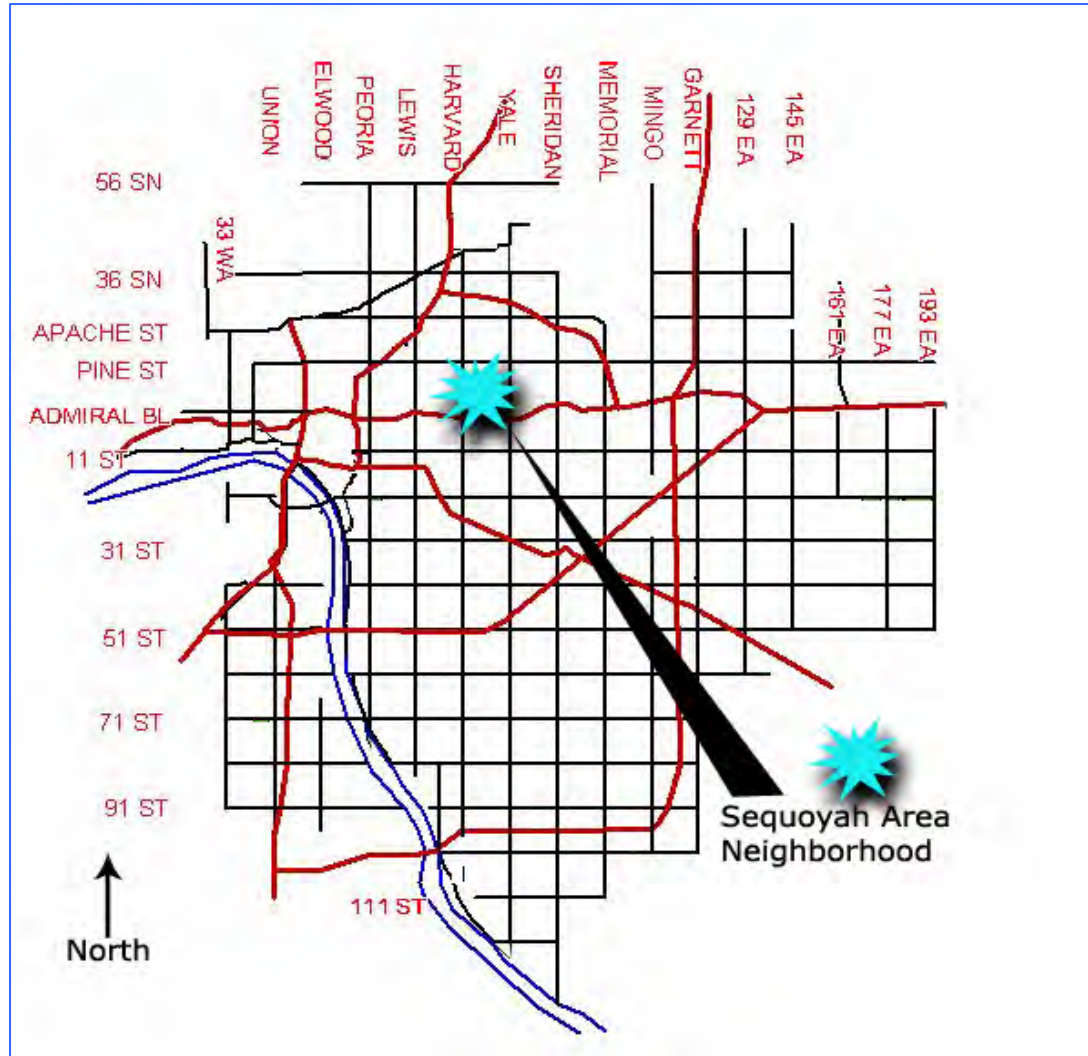 UNION
ELWOOD
PEORIA
LEWIS
HARVARD
YALE
SHERIDAN
MEMORIAL
MINGO
GARNETT
129 EA
145 EA
56 SN
33 WA
36 SN
161 EA
177 EA
193 EA
APACHE ST
PINE ST
ADMIRAL BL
11 ST
31 ST
51 ST
71 ST
91 ST
Sequoyah Area
Neighborhood
111 ST
North